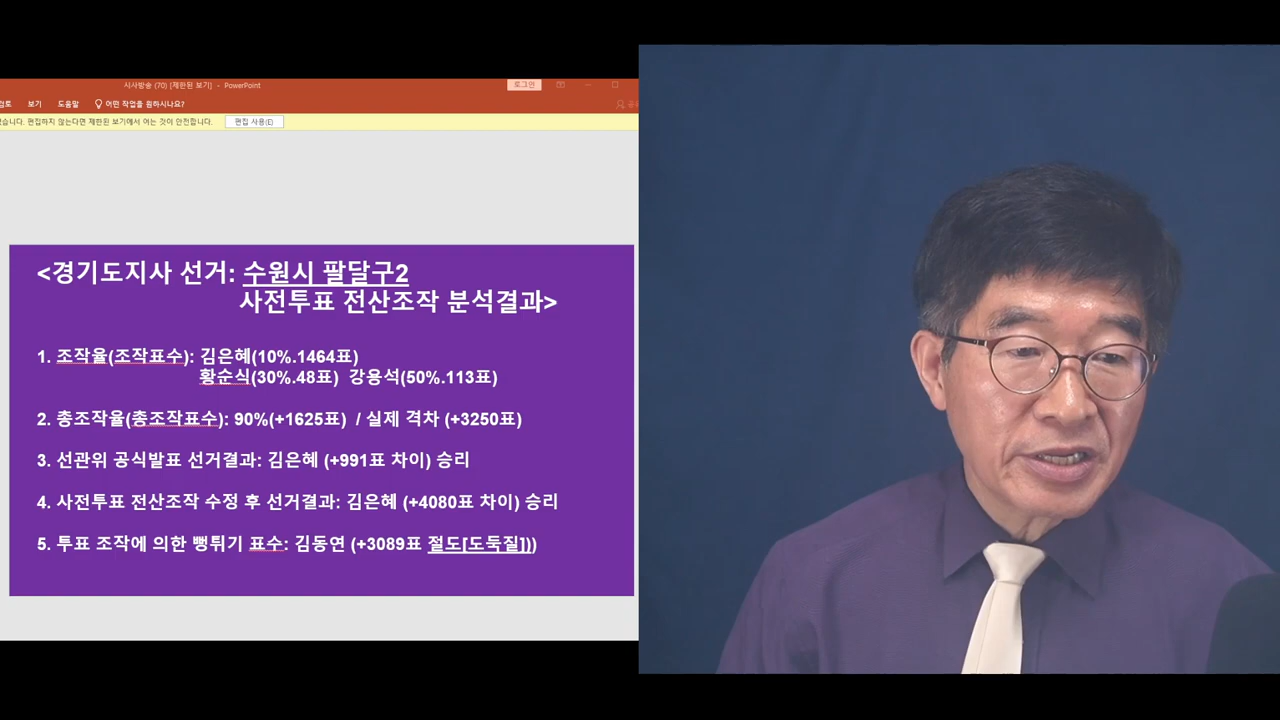 시사방송 (70) [제한된 보기] - PowerPoint
로그인
검토 보기 도움말 어떤 작업을 원하시나요?
습니다. 편집하지 않는다면 제한된 보기에서 여는 것이 안전합니다. 편집 사용(E)
<경기도지사 선거: 수원시 팔달구2
사전투표 전산조작 분석결과>
1. 조작율(조작표수): 김은혜(10%.1464표)
황순식(30%.48표) 강용석(50%.113표)
2. 총조작율(총조작표수): 90%(+1625표) / 실제 격차 (+3250표)
3. 선관위 공식발표 선거결과: 김은혜 (+991표 차이) 승리
4. 사전투표 전산조작 수정 후 선거결과: 김은혜 (+4080표 차이) 승리
5. 투표 조작에 의한 뻥튀기 표수: 김동연 (+3089표 절도[도둑질]))